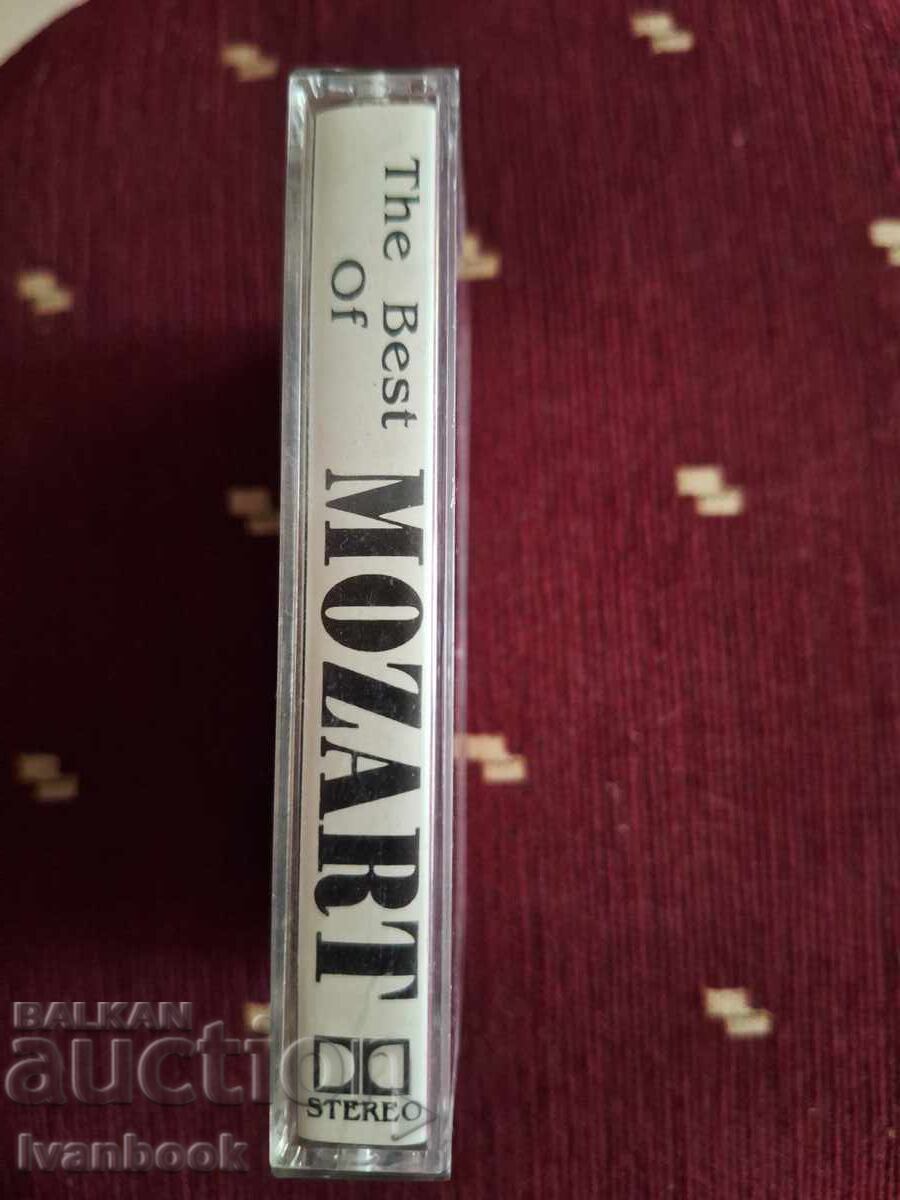 The Best
Of
MOZART
STEREO
BALKAN
auction
Ivanbook